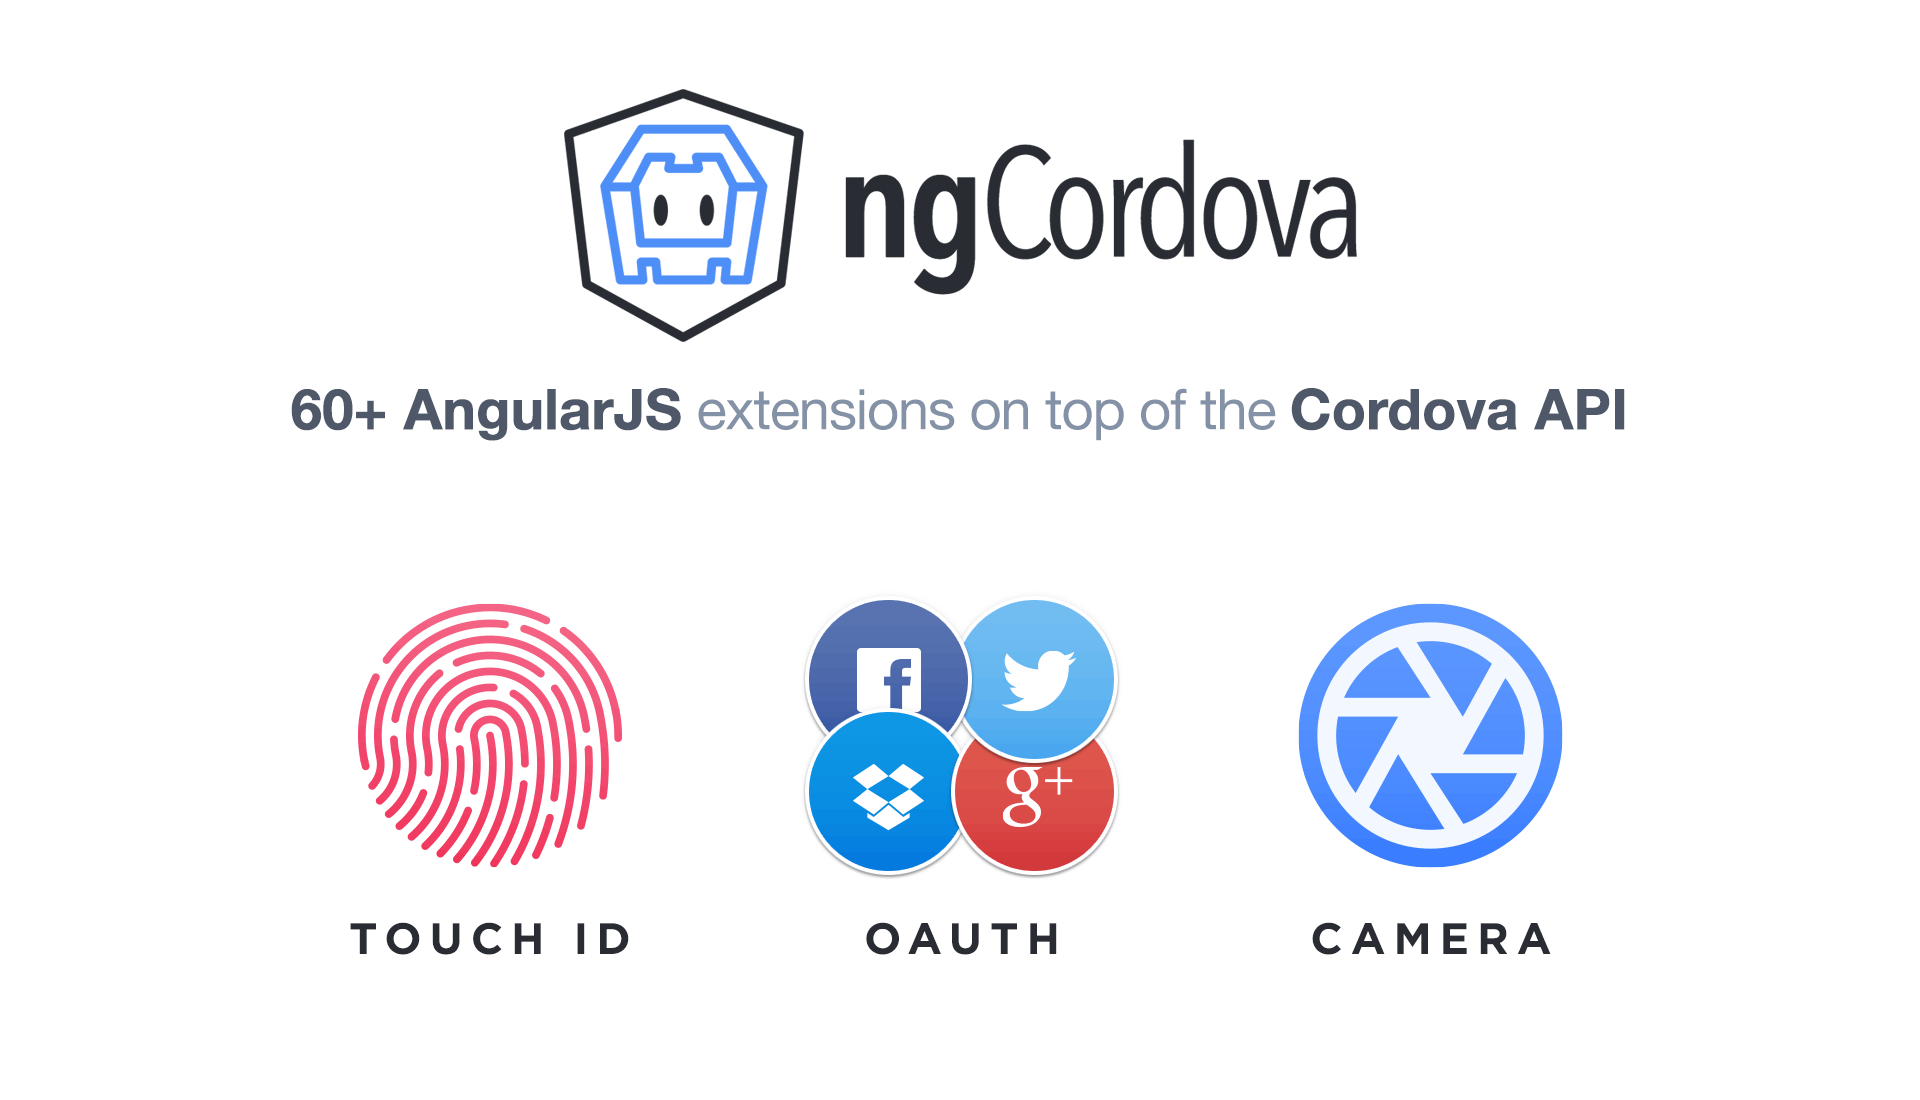 ngCordova
60+ AngularJS extensions on top of the Cordova API
f
g+
TOUCH ID
OAUTH
CAMERA